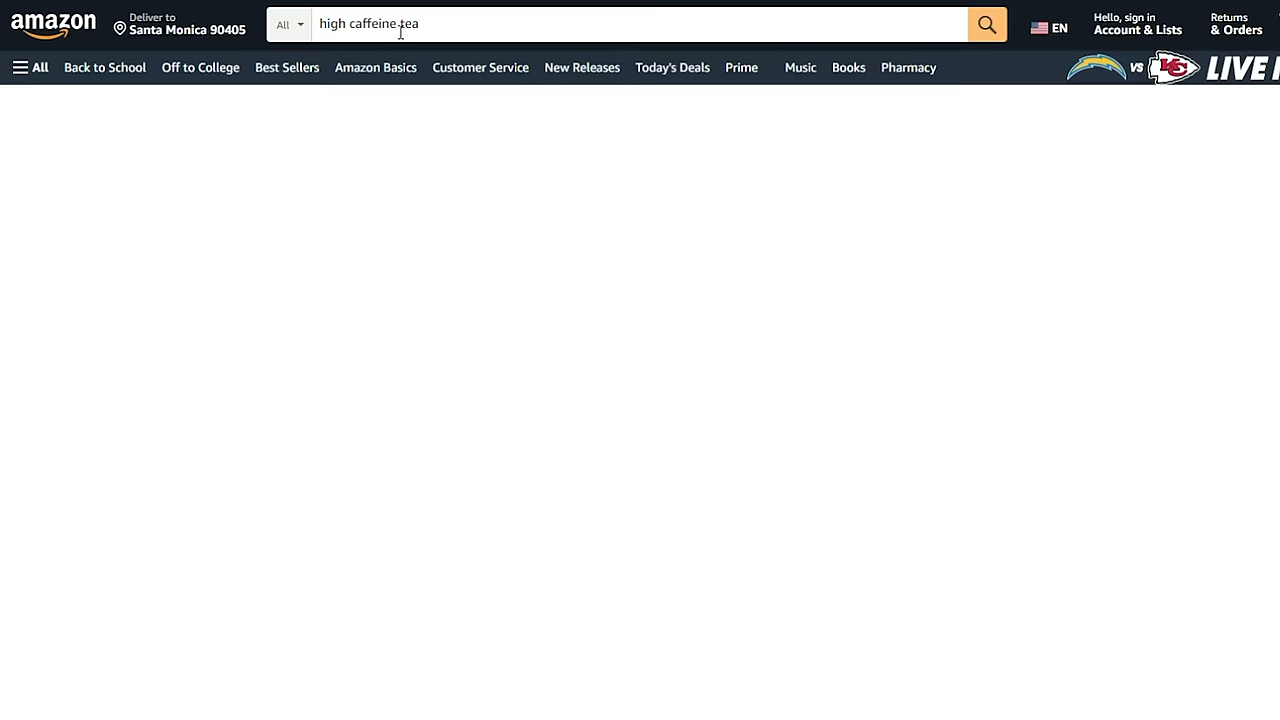 amazon
Deliver to
Santa Monica 90405
All
high caffeine tea
EN
Hello, sign in
Account & Lists
Returns
& Orders
All
Back to School
Off to College
Best Sellers
Amazon Basics
Customer Service
New Releases
Today's Deals
Prime
Music
Books
Pharmacy
VS
KC
LIVE